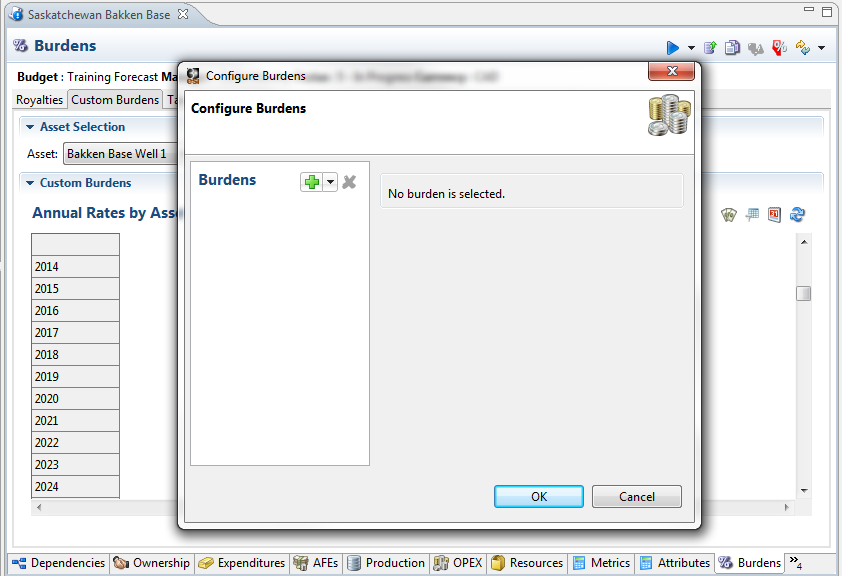 Saskatchewan Bakken Base
Burdens
Budget : Training Forecast Ma
Royalties Custom Burdens Ta
Asset Selection
Asset: Bakken Base Well 1
Custom Burdens
Annual Rates by Asse
2014
2015
2016
2017
2018
2019
2020
2021
2022
2023
2024
Configure Burdens
Configure Burdens
Burdens
No burden is selected.
OK Cancel
Dependencies Ownership Expenditures AFEs Production OPEX Resources Metrics Attributes Burdens »4